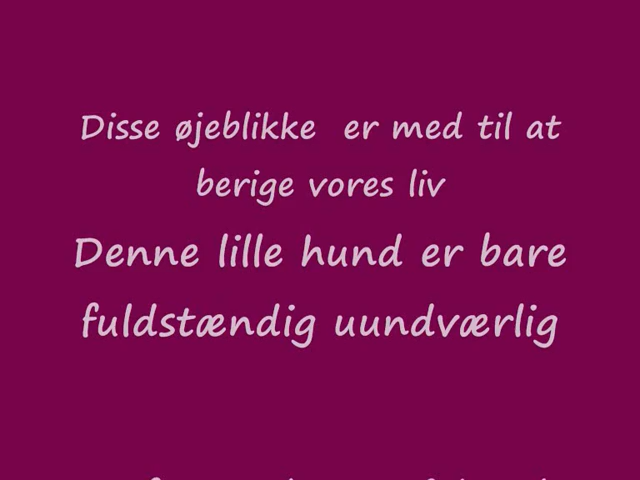 Disse øjeblikke  er med til at
berige vores liv
Denne lille hund er bare
fuldstændig uundværlig